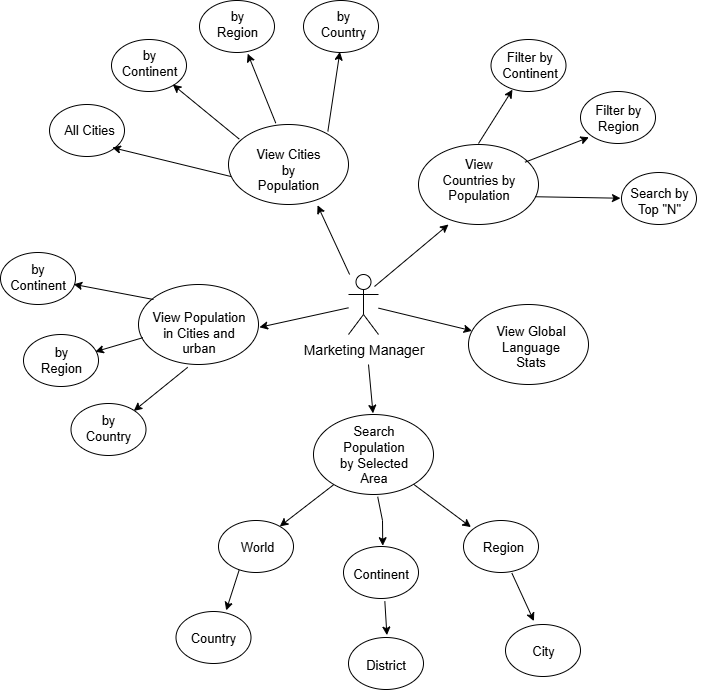 by
Region
by
Country
by
Continent
Filter by
Continent
All Cities
Filter by
Region
View Cities
by
Population
View
Countries by
Population
Search by
Top "N"
by
Continent
View Population
in Cities and
urban
View Global
Language
Stats
Marketing Manager
by
Region
by
Country
Search
Population
by Selected
Area
World
Continent
Region
Country
District
City